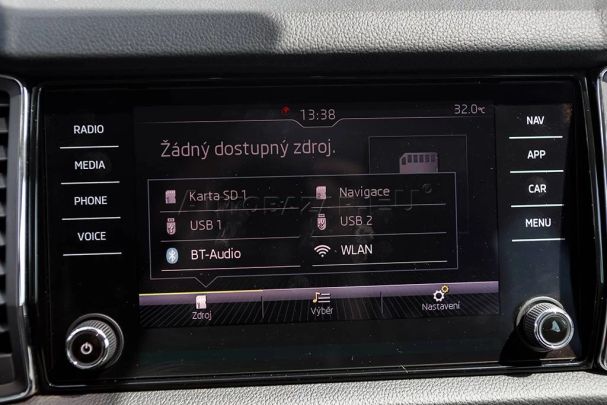 13:38
32.0°C
RADIO
MEDIA
PHONE
VOICE
NAV
APP
CAR
MENU
Žádný dostupný zdroj.
Karta SD 1
Navigace
USB 1
USB 2
BT-Audio
WLAN
Zdroj
Výběr
Nastavení